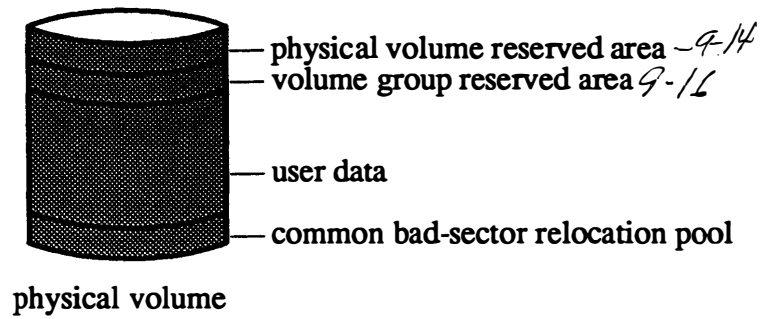 physical volume reserved area - 9-14
volume group reserved area 9-16
user data
common bad-sector relocation pool
physical volume